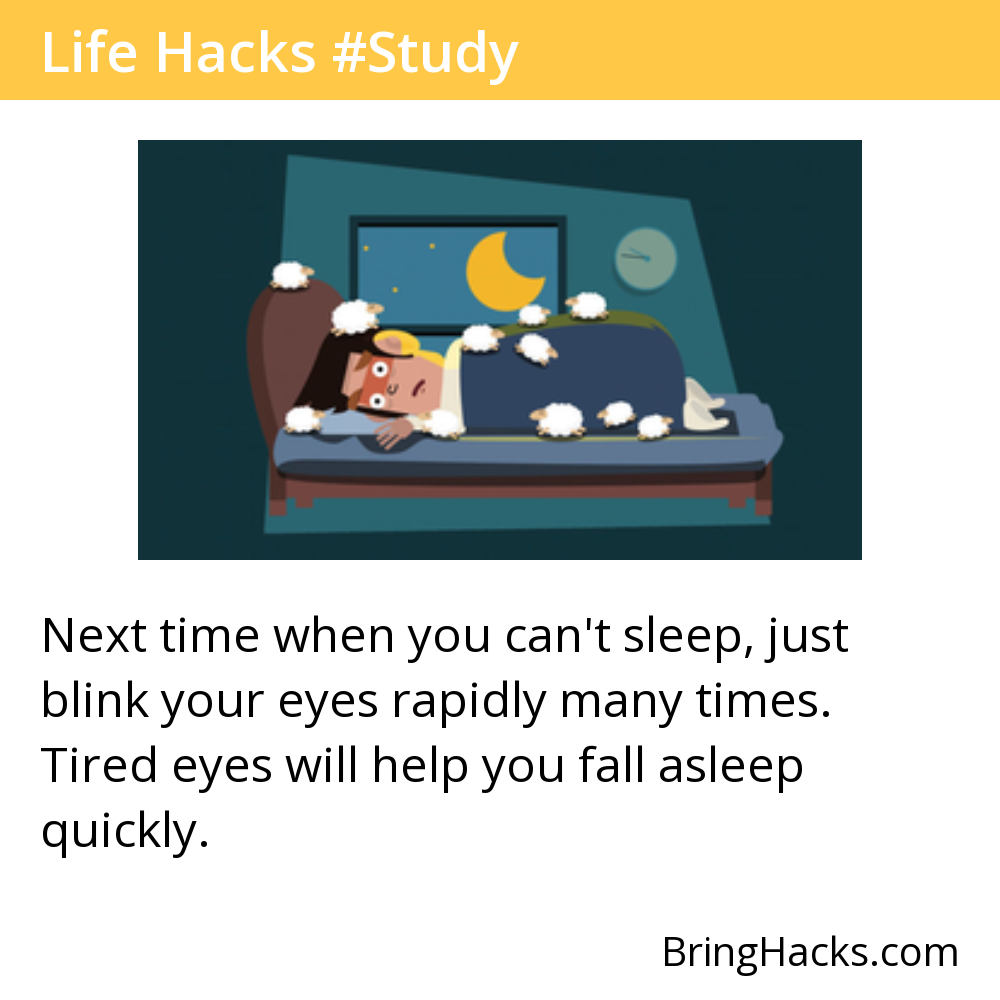 Life Hacks #Study
Next time when you can't sleep, just
blink your eyes rapidly many times.
Tired eyes will help you fall asleep
quickly.
BringHacks.com